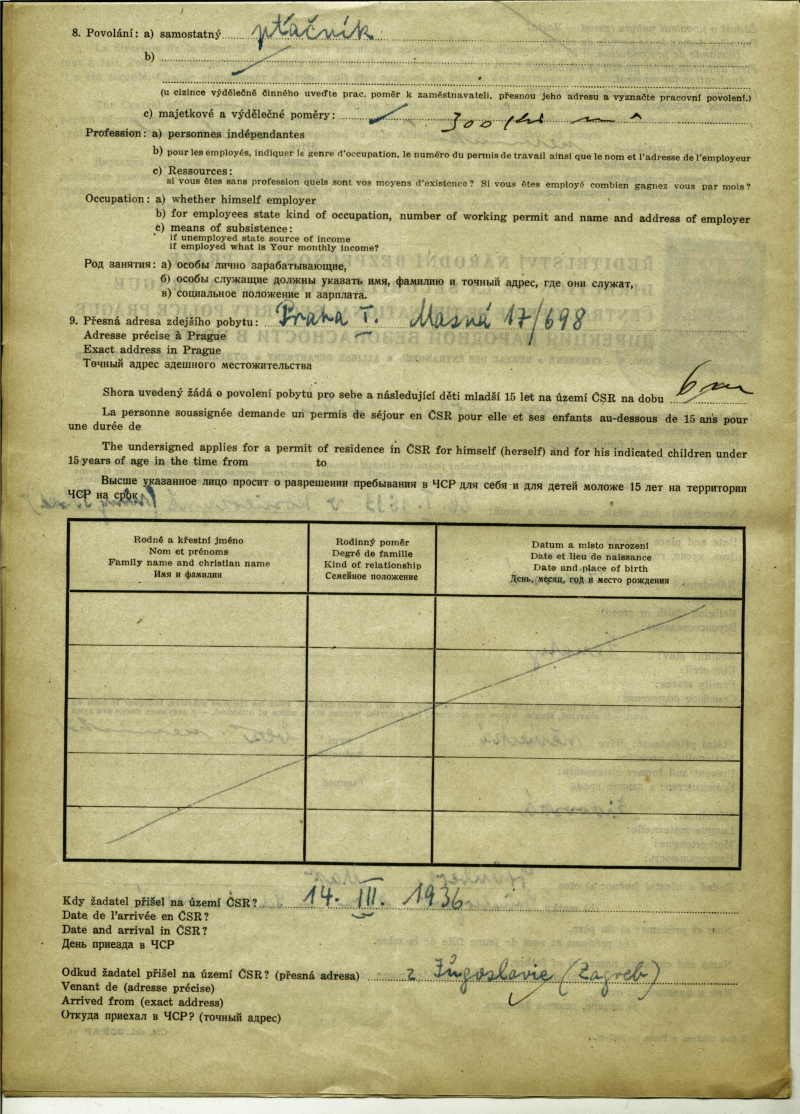 8. Povolání: a) samostatný ptáčník
b)
(u cizince výdělečně činného uveďte prac. poměr k zaměstnavateli, přesnou jeho adresu a vyznačte pracovní povolení.)
c) majetkové a výdělečné poměry: 300
Profession: a) personnes indépendantes
b) pour les employés, indiquer le genre d'occupation, le numéro du permis de travail ainsi que le nom et l'adresse de l'employeur
c) Ressources:
si vous êtes sans profession quels sont vos moyens d'existence? Si vous êtes employé combien gagnez vous par mois?
Occupation: a) whether himself employer
b) for employees state kind of occupation, number of working permit and name and address of employer
c) means of subsistence:
if unemployed state source of income
if employed what is Your monthly income?
Род занятия: а) особы лично зарабатывающие,
б) особы служащие должны указать имя, фамилию и точный адрес, где они служат,
в) социальное положение и зарплата.
9. Přesná adresa zdejšího pobytu: Praha I. Masná 17/698
Adresse précise à Prague
Exact address in Prague
Точный адрес здешного местожительства
Shora uvedený žádá o povolení pobytu pro sebe a následující děti mladší 15 let na území ČSR na dobu 6
La personne soussignée demande un permis de séjour en ČSR pour elle et ses enfants au-dessous de 15 ans pour
une durée de
The undersigned applies for a permit of residence in ČSR for himself (herself) and for his indicated children under
15 years of age in the time from to
Высше указанное лицо просит о разрешении пребывания в ЧСР для себя и для детей моложе 15 лет на территории
ЧСР на срок
Rodné a křestní jméno
Nom et prénoms
Family name and christian name
Имя и фамилия
Rodinný poměr
Degré de famille
Kind of relationship
Семейное положение
Datum a místo narození
Date et lieu de naissance
Date and place of birth
День, месяц, год и место рождения
Kdy žadatel přišel na území ČSR? 14. III. 1936
Date de l'arrivée en ČSR?
Date and arrival in ČSR?
День приезда в ЧСР
Odkud žadatel přišel na území ČSR? (přesná adresa) z Jugoslavie (Zagreb)
Venant de (adresse précise)
Arrived from (exact address)
Откуда приехал в ЧСР? (точный адрес)